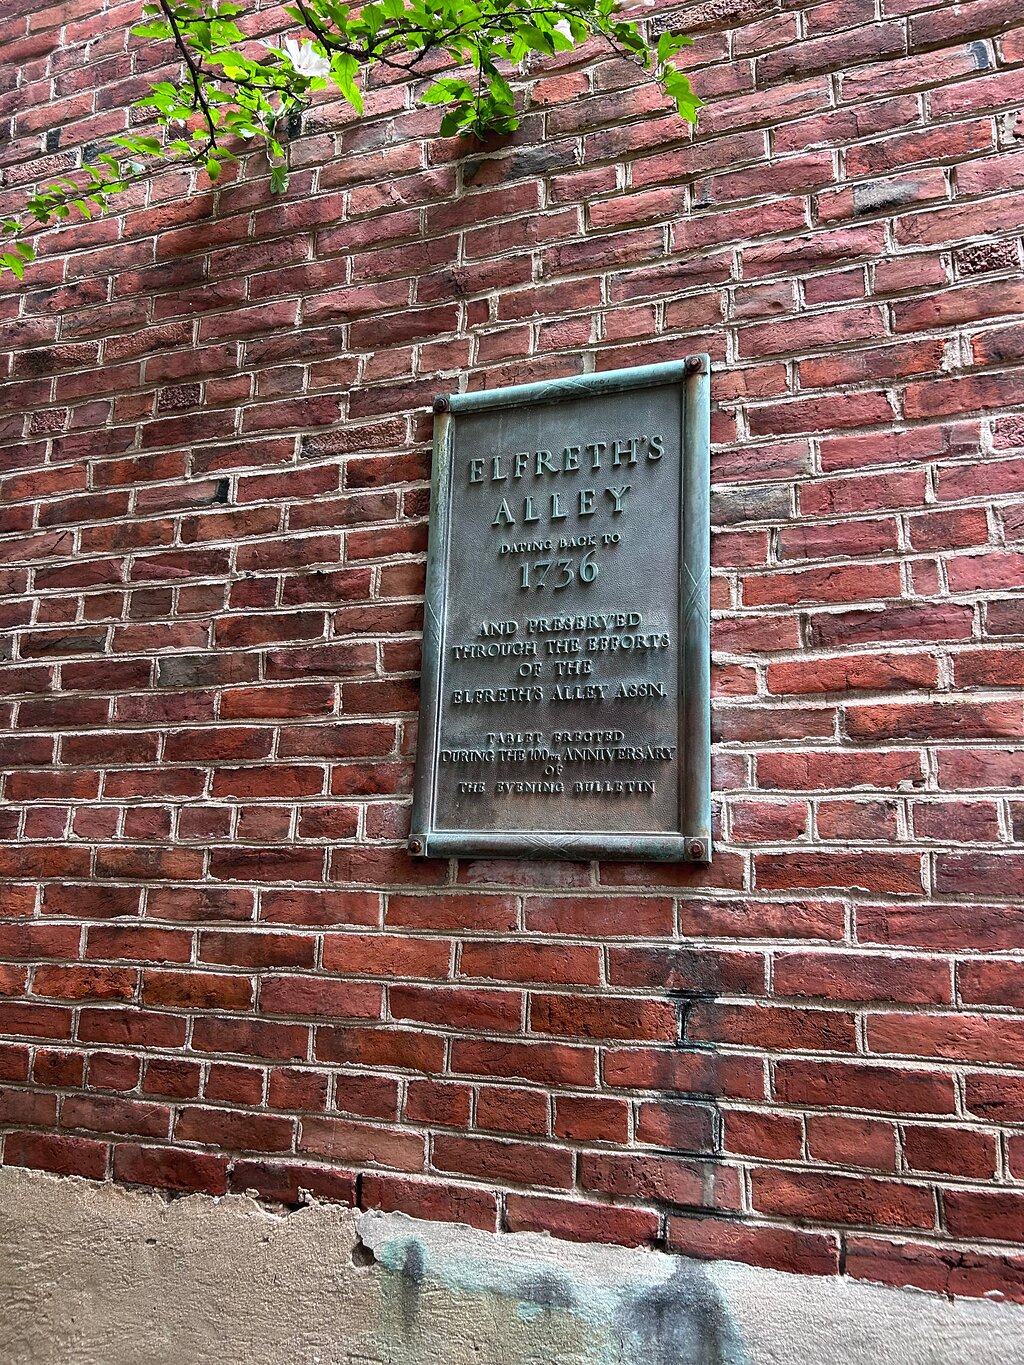 ELFRETH'S
ALLEY
DATING BACK TO
1736
AND PRESERVED
THROUGH THE EFFORTS
OF THE
ELFRETH'S ALLEY ASSN.
TABLET ERECTED
DURING THE 100TH ANNIVERSARY
OF
THE EVENING BULLETIN